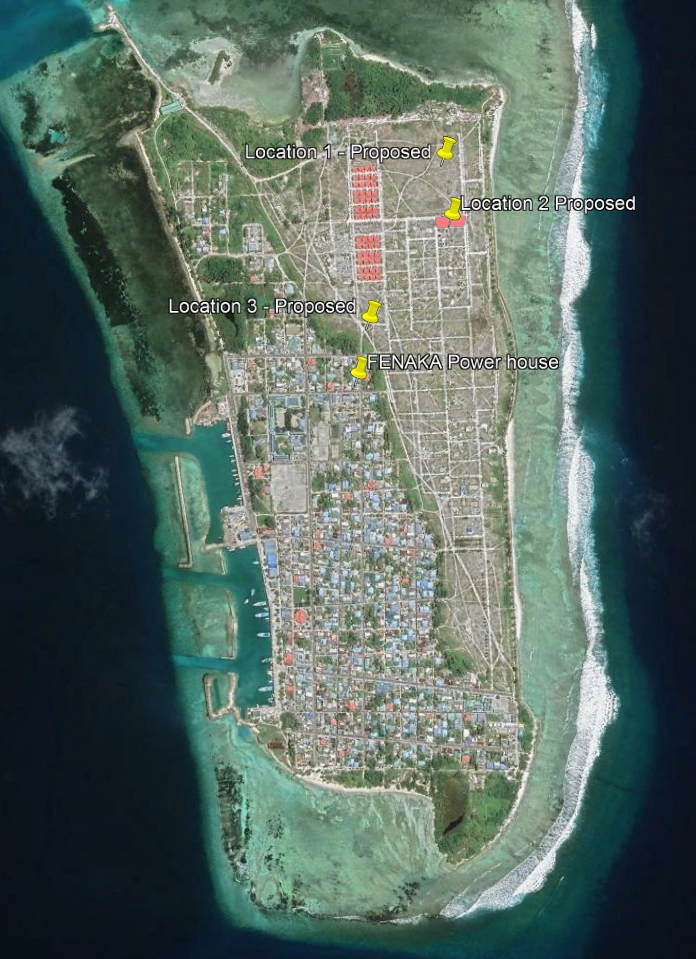 Location 1 - Proposed
Location 2 Proposed
Location 3 - Proposed
FENAKA Power house